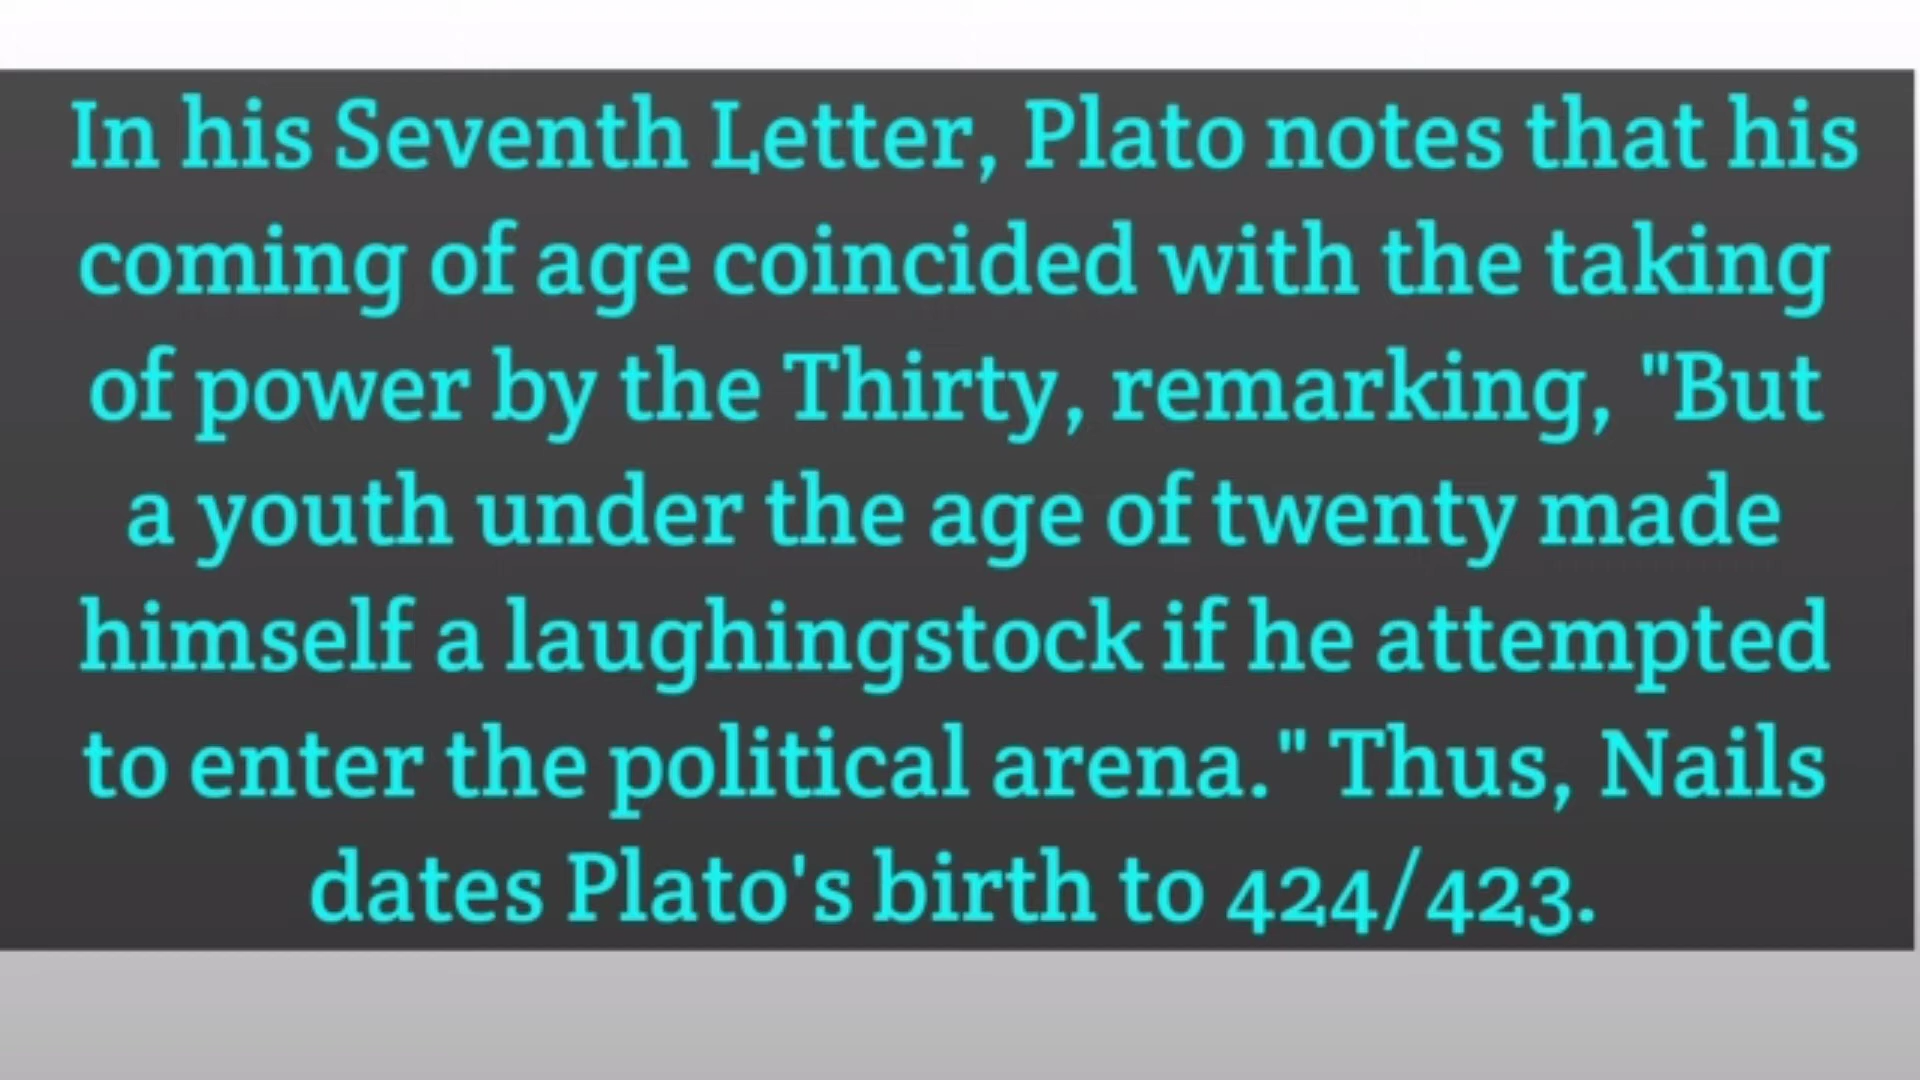 In his Seventh Letter, Plato notes that his
coming of age coincided with the taking
of power by the Thirty, remarking, "But
a youth under the age of twenty made
himself a laughingstock if he attempted
to enter the political arena." Thus, Nails
dates Plato's birth to 424/423.